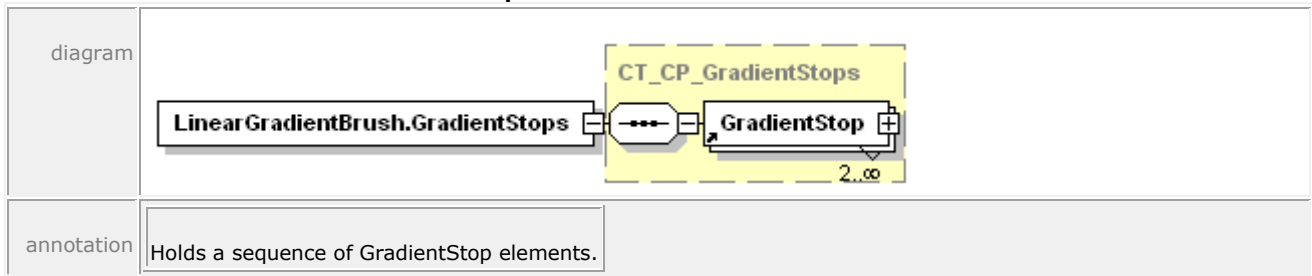 diagram
CT_CP_GradientStops
LinearGradientBrush.GradientStops
GradientStop
2..∞
annotation
Holds a sequence of GradientStop elements.